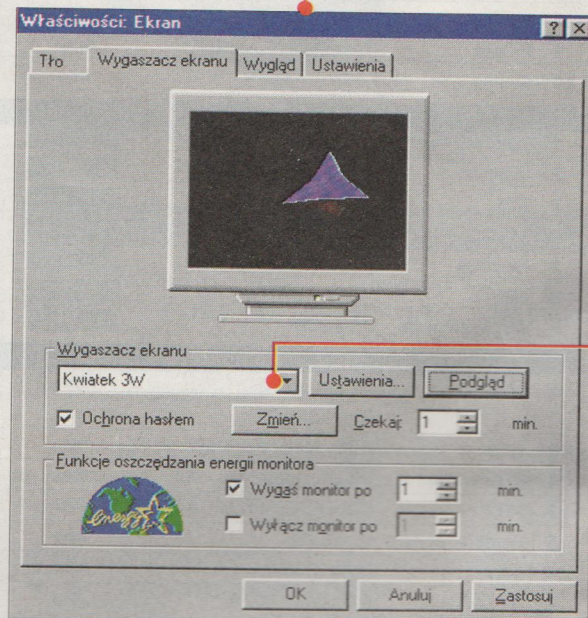 Właściwości: Ekran
Tło Wygaszacz ekranu Wygląd Ustawienia
Wygaszacz ekranu
Kwiatek 3W Ustawienia... Podgląd
Ochrona hasłem Zmień... Czekaj: 1 min.
Funkcje oszczędzania energii monitora
energy Wygaś monitor po 1 min.
Wyłącz monitor po 1 min.
OK Anuluj Zastosuj